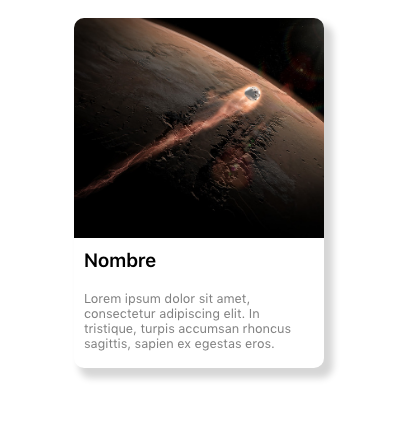 Nombre
Lorem ipsum dolor sit amet,
consectetur adipiscing elit. In
tristique, turpis accumsan rhoncus
sagittis, sapien ex egestas eros.